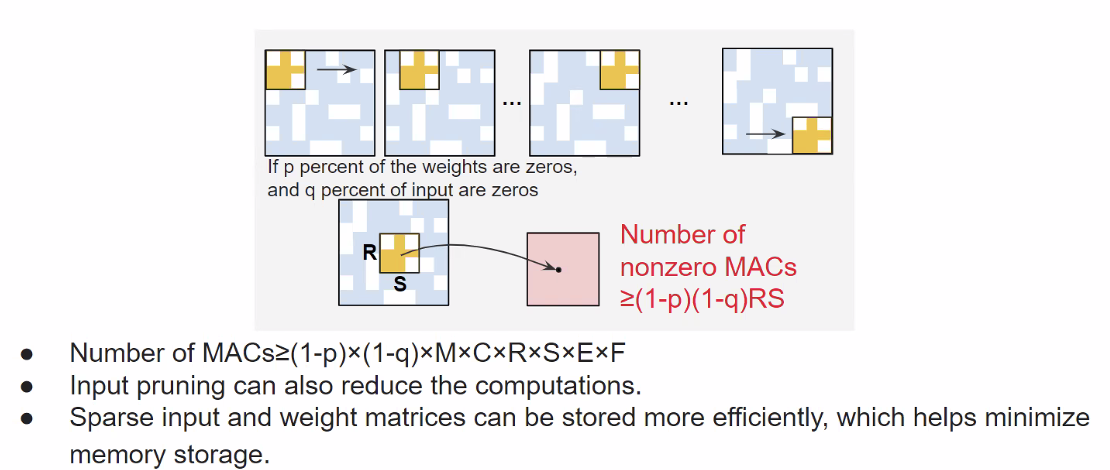 ... ...
If p percent of the weights are zeros,
and q percent of input are zeros
R
S
Number of
nonzero MACs
≥(1-p)(1-q)RS
● Number of MACs≥(1-p)×(1-q)×M×C×R×S×E×F
● Input pruning can also reduce the computations.
● Sparse input and weight matrices can be stored more efficiently, which helps minimize
memory storage.